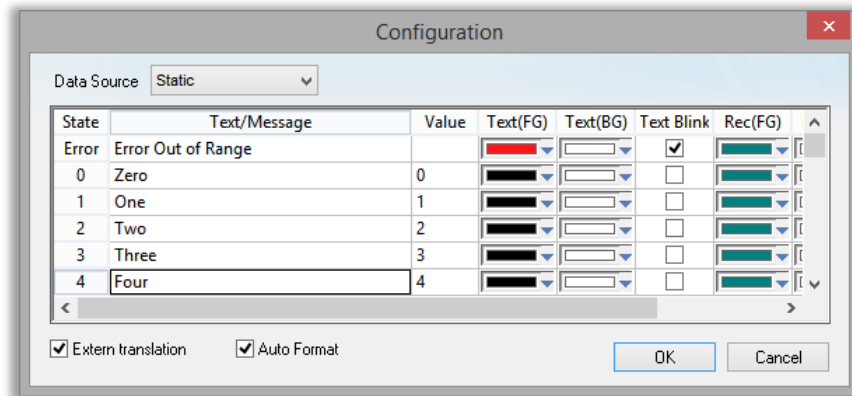 Configuration
Data Source Static
State Text/Message Value Text(FG) Text(BG) Text Blink Rec(FG)
Error Error Out of Range
0 Zero 0
1 One 1
2 Two 2
3 Three 3
4 Four 4
Extern translation Auto Format OK Cancel